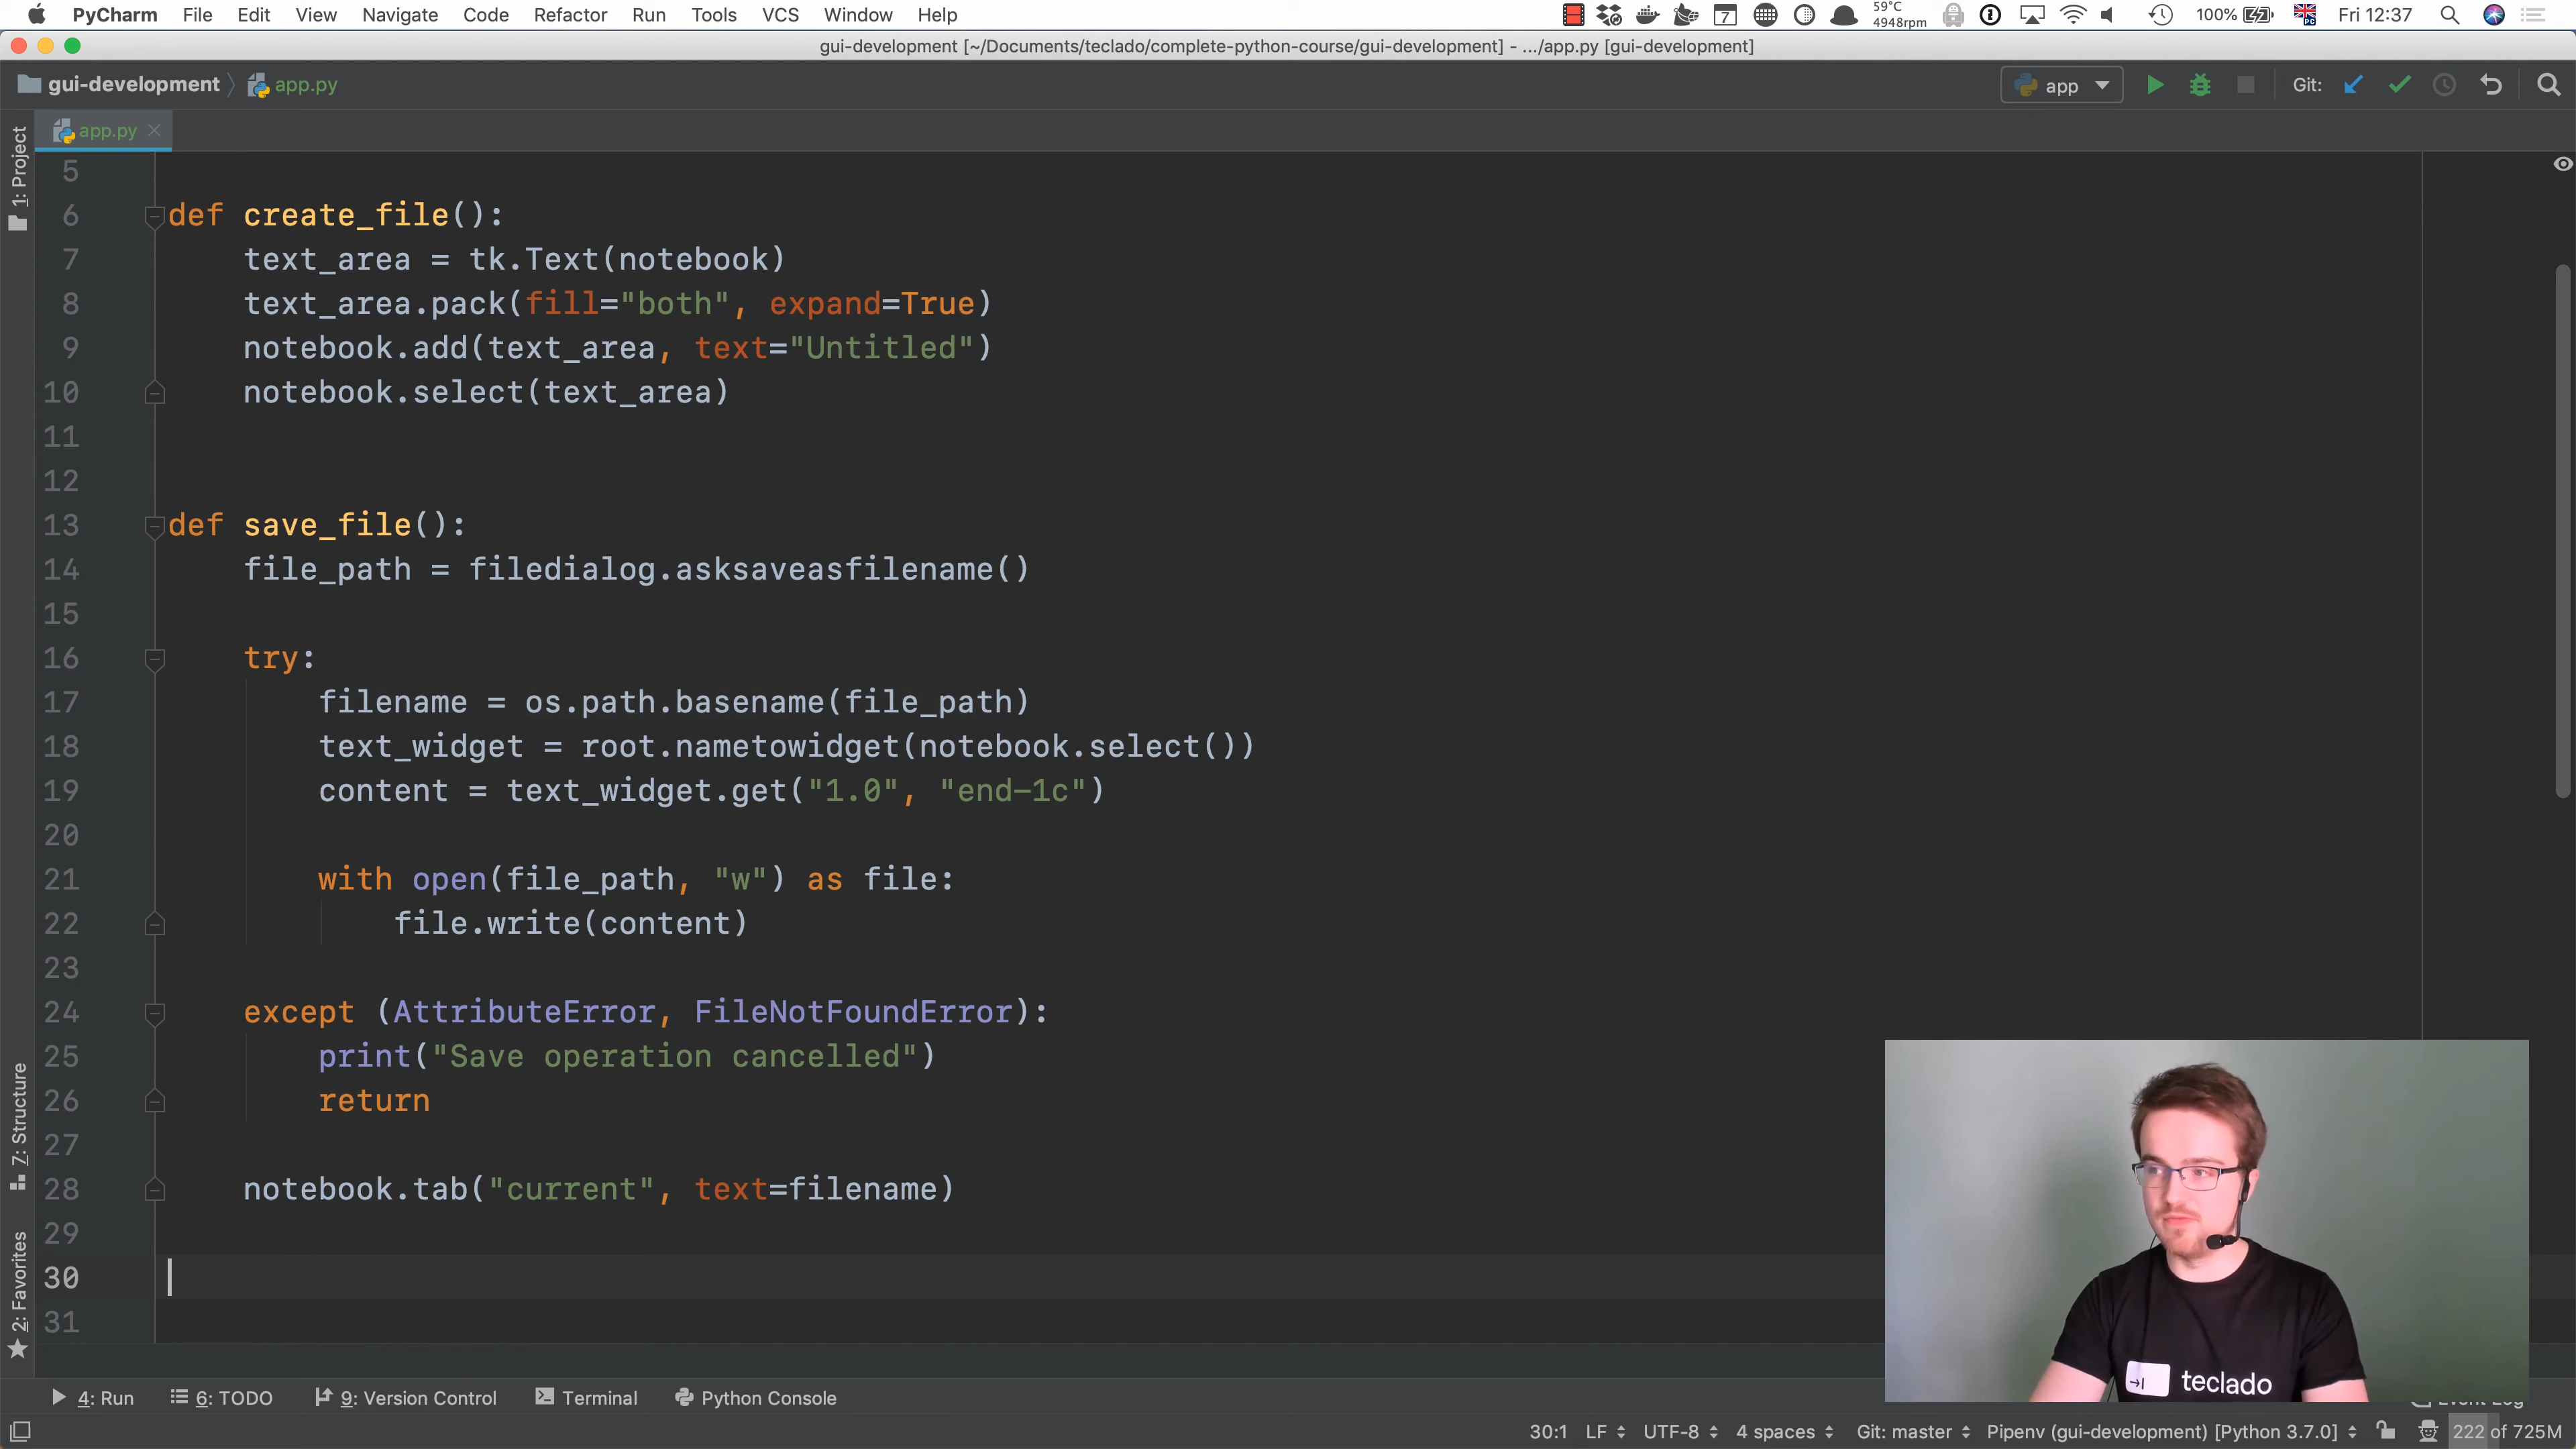 PyCharm File Edit View Navigate Code Refactor Run Tools VCS Window Help 7 59°C 4948rpm 100% Fri 12:37
gui-development [~/Documents/teclado/complete-python-course/gui-development] - .../app.py [gui-development]
gui-development app.py app Git:
app.py
1: Project
7: Structure
2: Favorites
5
6 def create_file():
7 text_area = tk.Text(notebook)
8 text_area.pack(fill="both", expand=True)
9 notebook.add(text_area, text="Untitled")
10 notebook.select(text_area)
11
12
13 def save_file():
14 file_path = filedialog.asksaveasfilename()
15
16 try:
17 filename = os.path.basename(file_path)
18 text_widget = root.nametowidget(notebook.select())
19 content = text_widget.get("1.0", "end-1c")
20
21 with open(file_path, "w") as file:
22 file.write(content)
23
24 except (AttributeError, FileNotFoundError):
25 print("Save operation cancelled")
26 return
27
28 notebook.tab("current", text=filename)
29
30
31
teclado
4: Run 6: TODO 9: Version Control Terminal Python Console
30:1 LF UTF-8 4 spaces Git: master Pipenv (gui-development) [Python 3.7.0] 222 of 725M